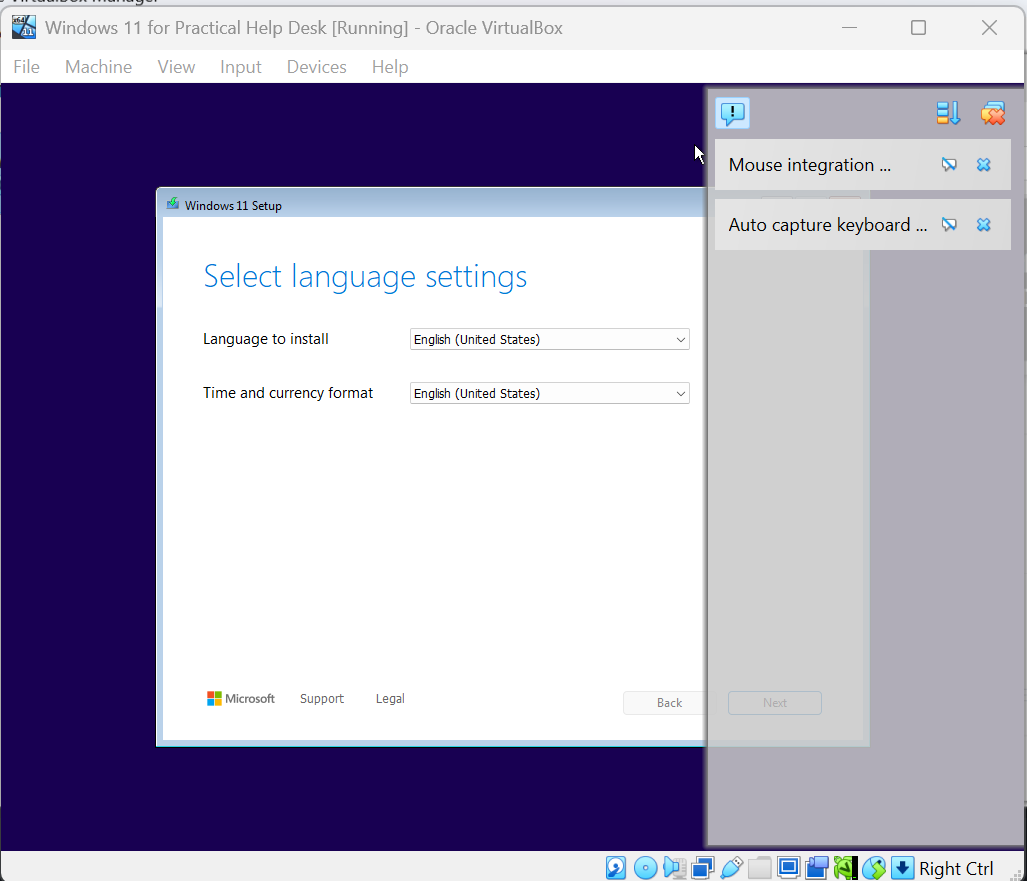 Windows 11 for Practical Help Desk [Running] - Oracle VirtualBox
File Machine View Input Devices Help
Mouse integration ...
Auto capture keyboard ...
Windows 11 Setup
Select language settings
Language to install English (United States)
Time and currency format English (United States)
Microsoft Support Legal Back Next
Right Ctrl